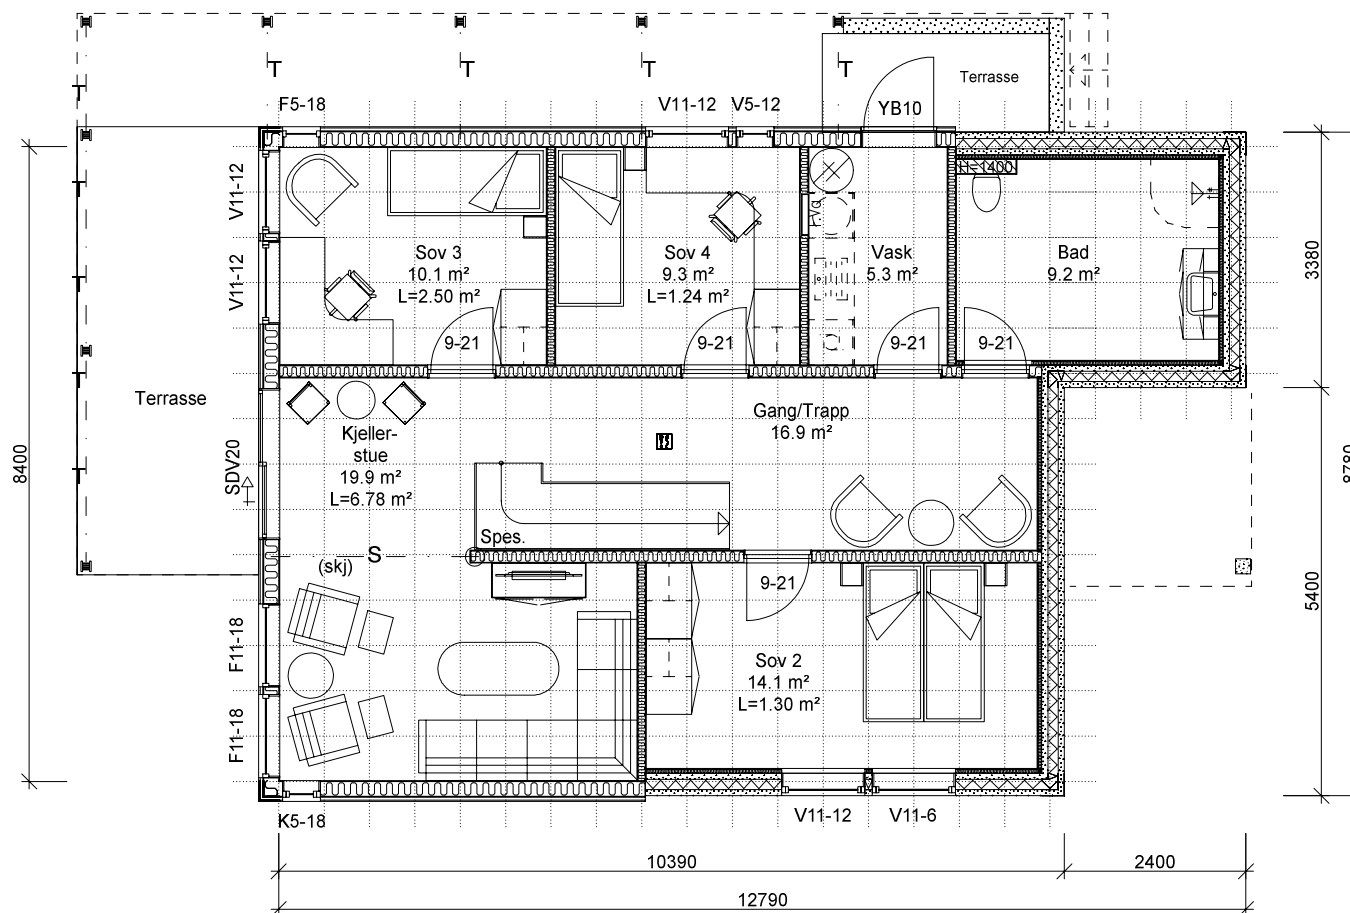 T
T
T
T
Terrasse
F5-18
V11-12
V5-12
YB10
T
T
T
T
T
V11-12
V11-12
H=1400
VQ
Sov 3
10.1 m²
L=2.50 m²
Sov 4
9.3 m²
L=1.24 m²
Vask
5.3 m²
Bad
9.2 m²
3380
9-21
9-21
9-21
9-21
Terrasse
Kjeller-
stue
19.9 m²
L=6.78 m²
Gang/Trapp
16.9 m²
8400
SDV20
8780
Spes.
(skj)
S
9-21
5400
F11-18
F11-18
Sov 2
14.1 m²
L=1.30 m²
K5-18
V11-12
V11-6
10390
2400
12790